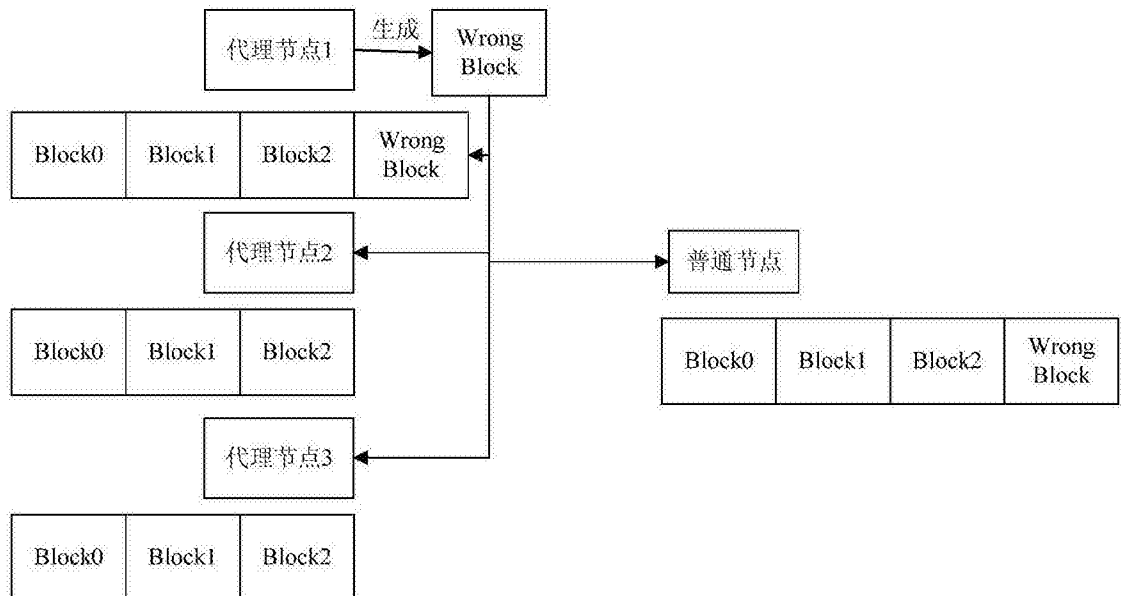 代理节点1
生成
Wrong
Block
Block0
Block1
Block2
Wrong
Block
代理节点2
普通节点
Block0
Block1
Block2
Block0
Block1
Block2
Wrong
Block
代理节点3
Block0
Block1
Block2